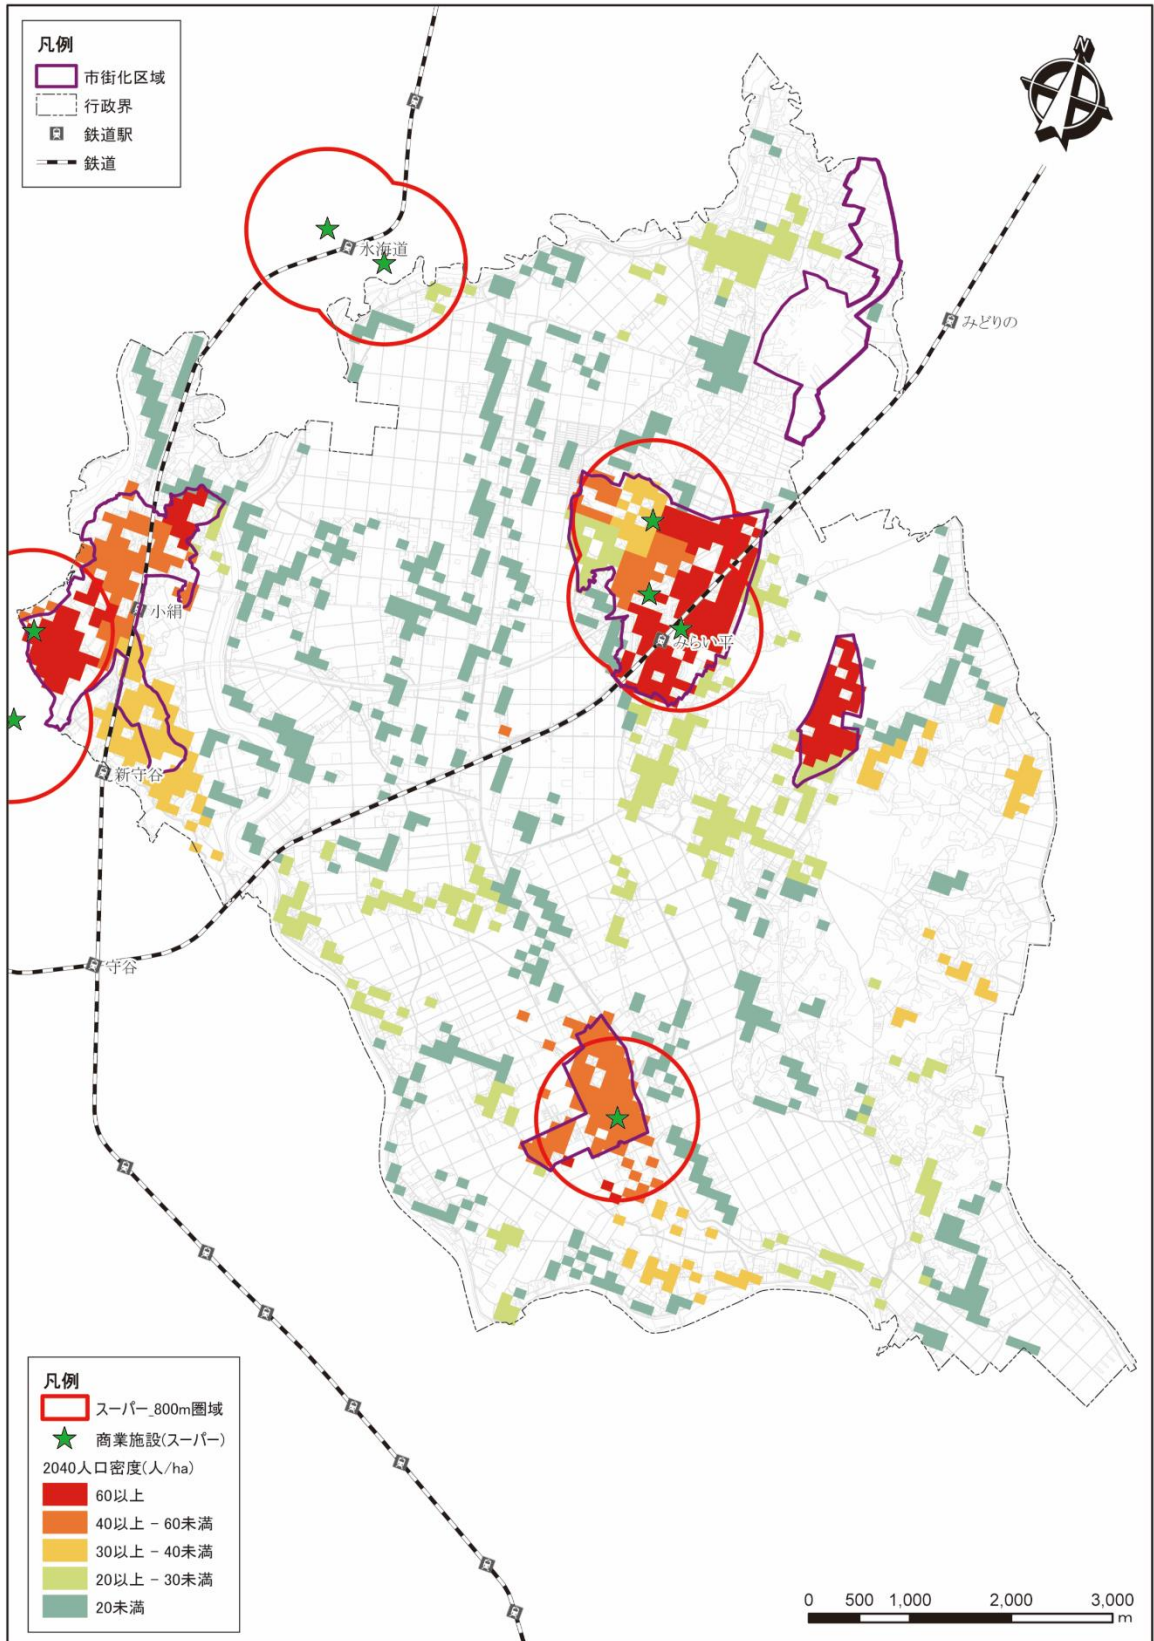 凡例
市街化区域
行政界
鉄道駅
鉄道
N
水海道
みどりの
小絹
みらい平
新守谷
守谷
凡例
スーパー_800m圏域
商業施設(スーパー)
2040人口密度(人/ha)
60以上
40以上 - 60未満
30以上 - 40未満
20以上 - 30未満
20未満
0 500 1,000 2,000 3,000
m